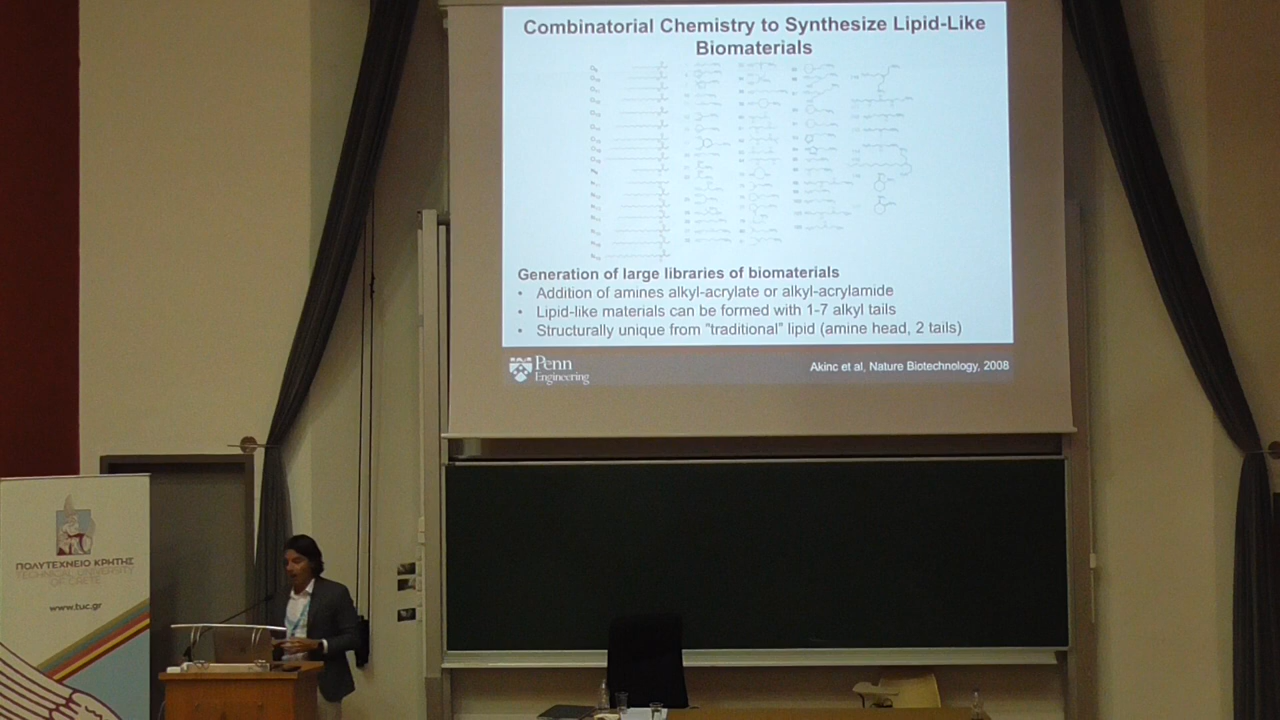 Combinatorial Chemistry to Synthesize Lipid-Like
Biomaterials
Generation of large libraries of biomaterials
• Addition of amines alkyl-acrylate or alkyl-acrylamide
• Lipid-like materials can be formed with 1-7 alkyl tails
• Structurally unique from "traditional" lipid (amine head, 2 tails)
Penn
Engineering
Akinc et al, Nature Biotechnology, 2008
ΠΟΛΥΤΕΧΝΕΙΟ ΚΡΗΤΗΣ
TECHNICAL UNIVERSITY
OF CRETE
www.tuc.gr